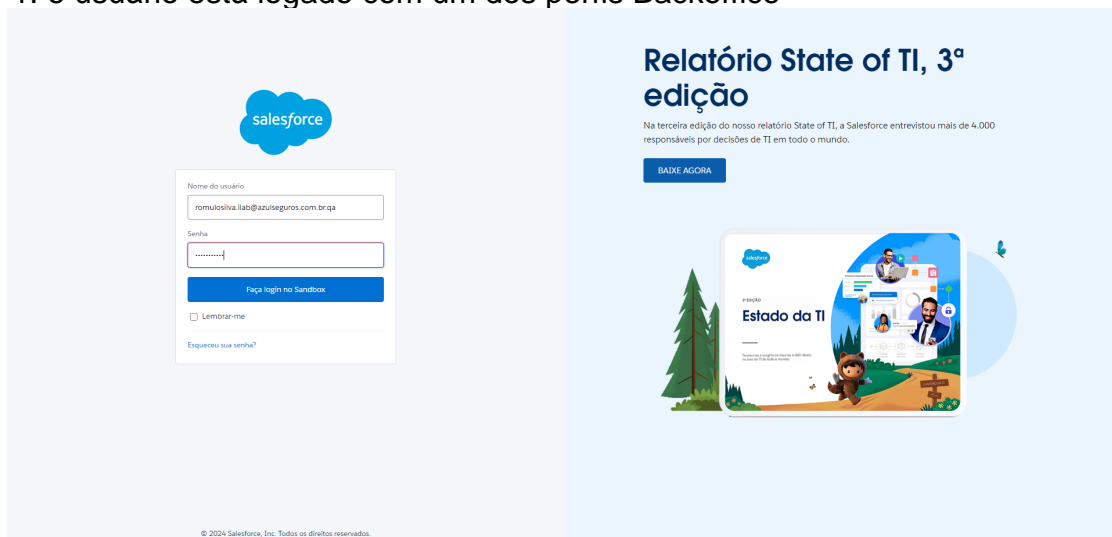 1. o usuário está logado com um dos perfis Backoffice
salesforce
Nome do usuário
romulosilva.ilab@azulseguros.com.br.qa
Senha
Faça login no Sandbox
Lembrar-me
Esqueceu sua senha?
© 2024 Salesforce, Inc. Todos os direitos reservados.
Relatório State of TI, 3ª
edição
Na terceira edição do nosso relatório State of TI, a Salesforce entrevistou mais de 4.000
responsáveis por decisões de TI em todo o mundo.
BAIXE AGORA
salesforce
3ª EDIÇÃO
Estado da TI